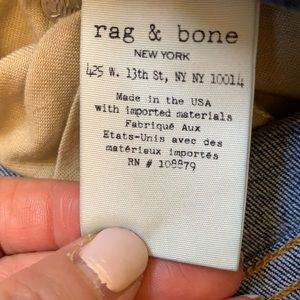 rag & bone
NEW YORK
425 W. 13th St, NY NY 10014
Made in the USA
with imported materials
Fabriqué Aux
Etats-Unis avec des
matériaux importés
RN # 108879